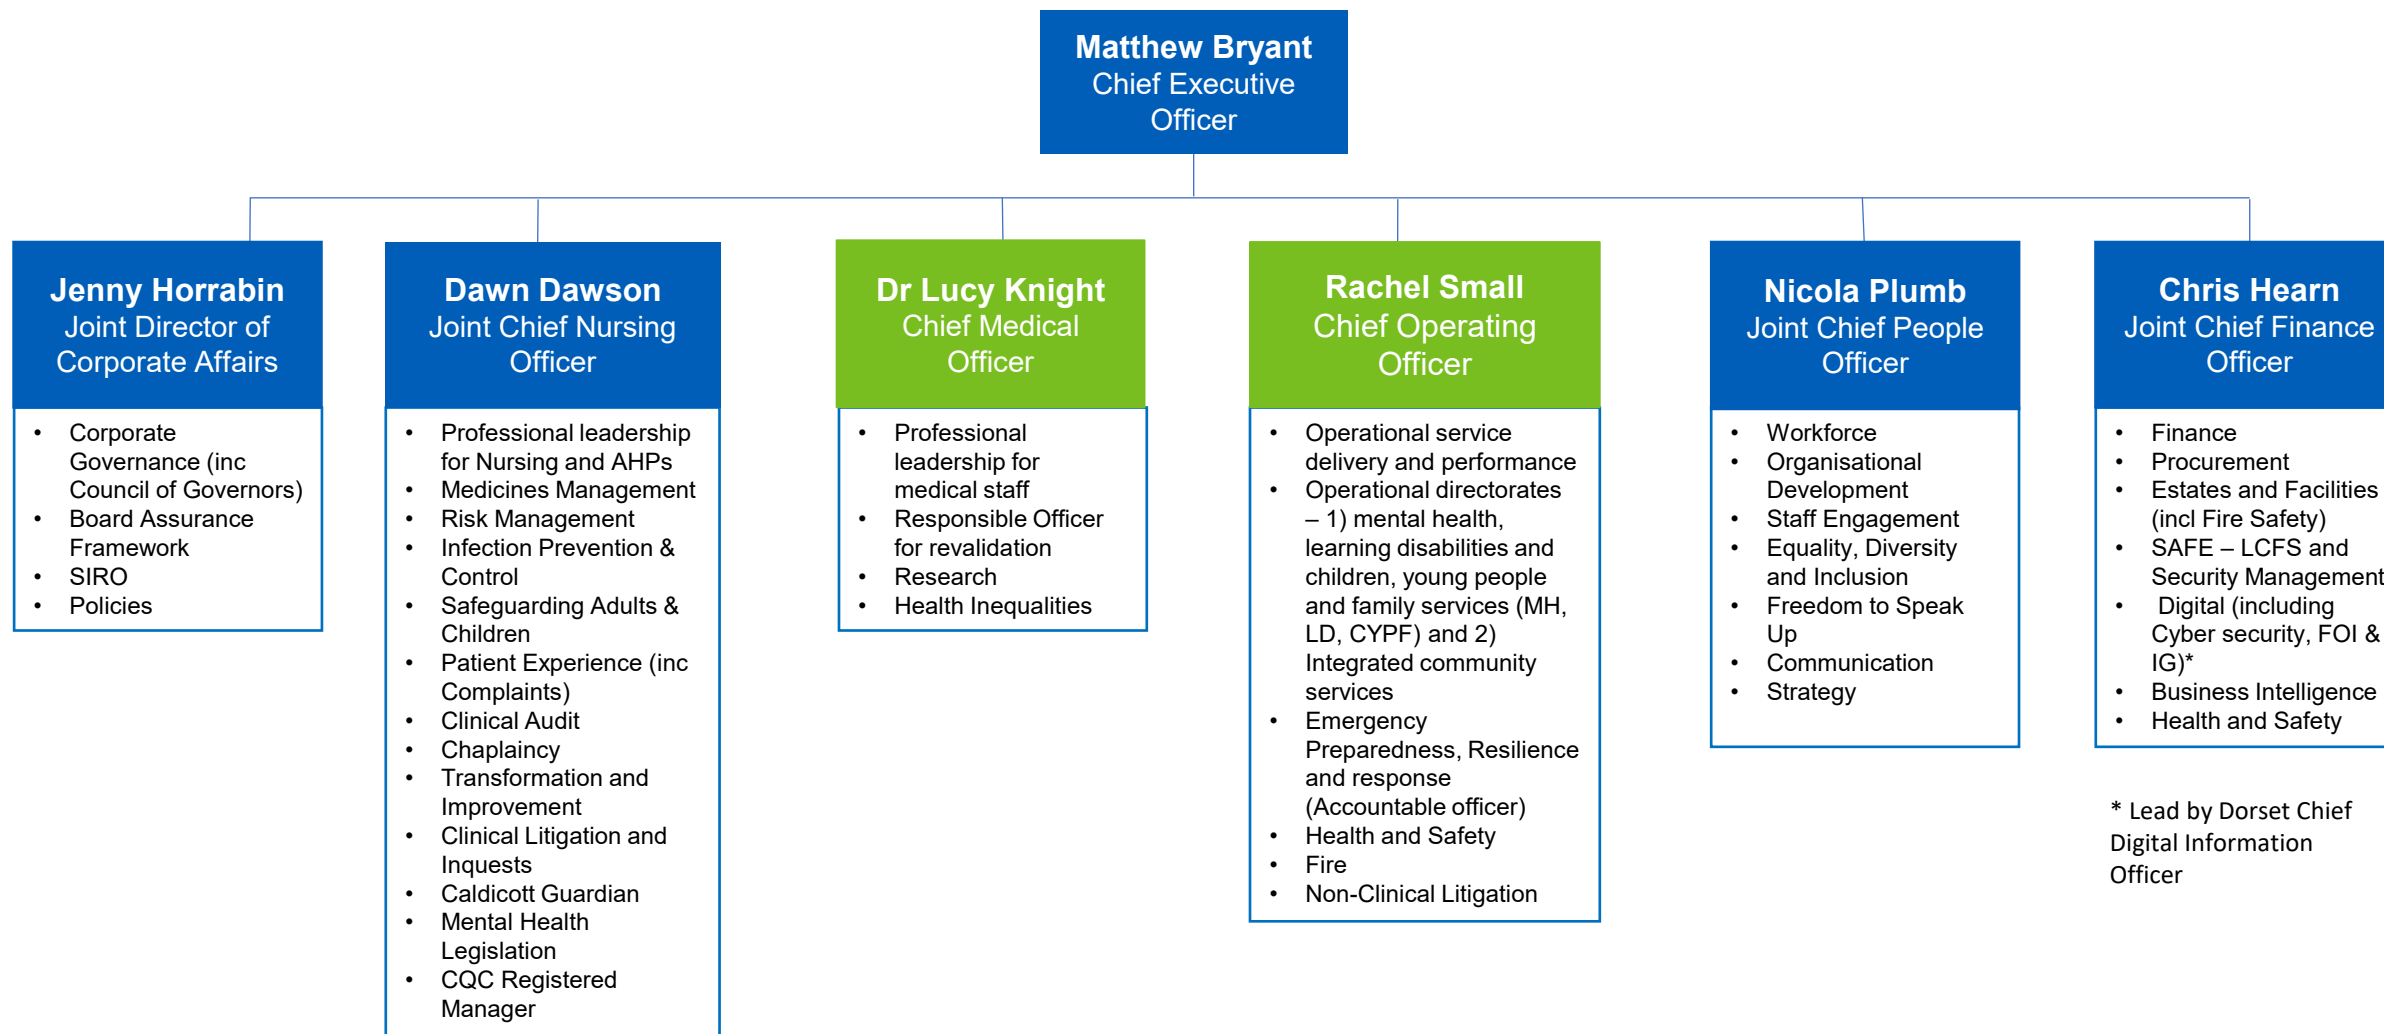 Matthew Bryant
Chief Executive
Officer
Jenny Horrabin
Joint Director of
Corporate Affairs
• Corporate
Governance (inc
Council of Governors)
• Board Assurance
Framework
• SIRO
• Policies
Dawn Dawson
Joint Chief Nursing
Officer
• Professional leadership
for Nursing and AHPs
• Medicines Management
• Risk Management
• Infection Prevention &
Control
• Safeguarding Adults &
Children
• Patient Experience (inc
Complaints)
• Clinical Audit
• Chaplaincy
• Transformation and
Improvement
• Clinical Litigation and
Inquests
• Caldicott Guardian
• Mental Health
Legislation
• CQC Registered
Manager
Dr Lucy Knight
Chief Medical
Officer
• Professional
leadership for
medical staff
• Responsible Officer
for revalidation
• Research
• Health Inequalities
Rachel Small
Chief Operating
Officer
• Operational service
delivery and performance
• Operational directorates
– 1) mental health,
learning disabilities and
children, young people
and family services (MH,
LD, CYPF) and 2)
Integrated community
services
• Emergency
Preparedness, Resilience
and response
(Accountable officer)
• Health and Safety
• Fire
• Non-Clinical Litigation
Nicola Plumb
Joint Chief People
Officer
• Workforce
• Organisational
Development
• Staff Engagement
• Equality, Diversity
and Inclusion
• Freedom to Speak
Up
• Communication
• Strategy
Chris Hearn
Joint Chief Finance
Officer
• Finance
• Procurement
• Estates and Facilities
(incl Fire Safety)
• SAFE – LCFS and
Security Management
• Digital (including
Cyber security, FOI &
IG)*
• Business Intelligence
• Health and Safety
* Lead by Dorset Chief
Digital Information
Officer